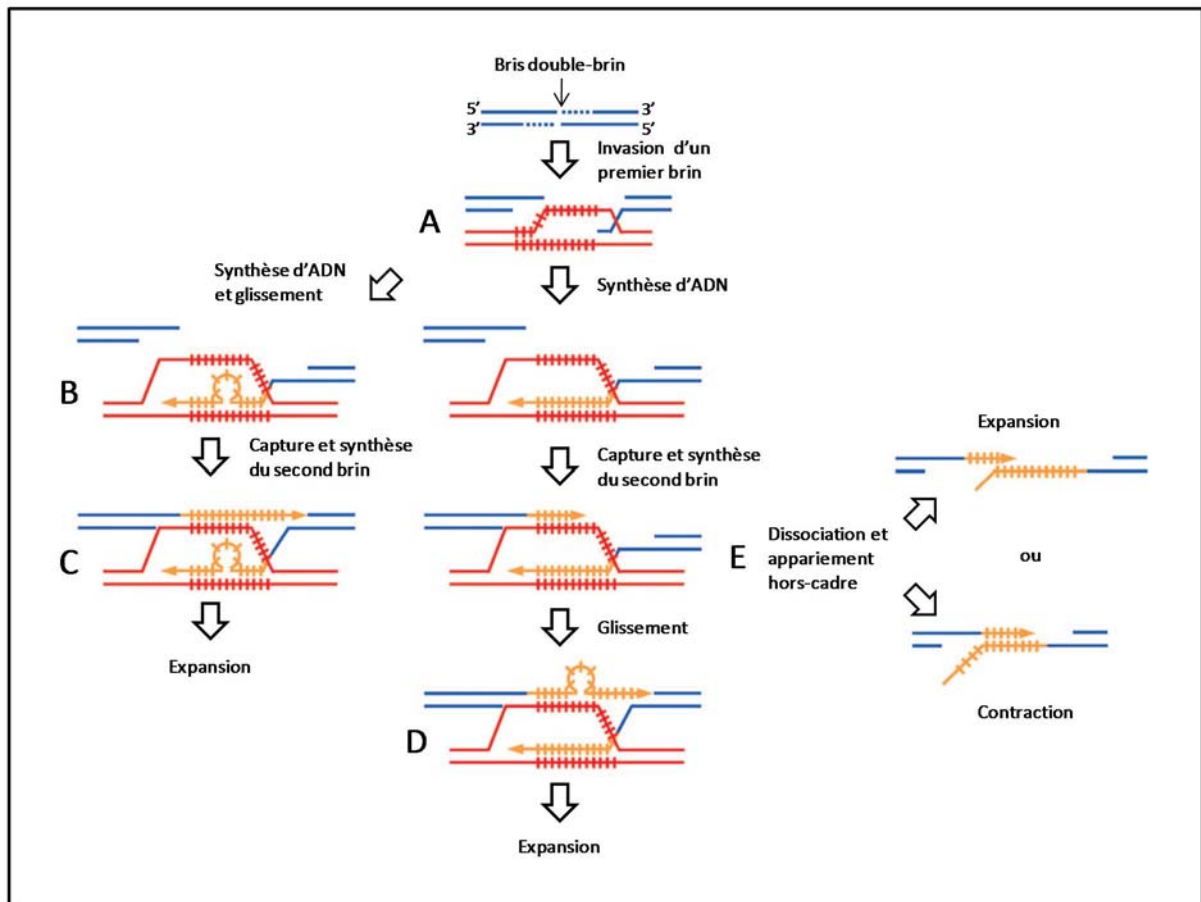 Bris double-brin
5’ 3’
3’ 5’
Invasion d’un
premier brin
A
Synthèse d’ADN
et glissement
Synthèse d’ADN
B
Capture et synthèse
du second brin
Capture et synthèse
du second brin
Expansion
C
E
Dissociation et
appariement
hors-cadre
ou
Glissement
Expansion
Contraction
D
Expansion